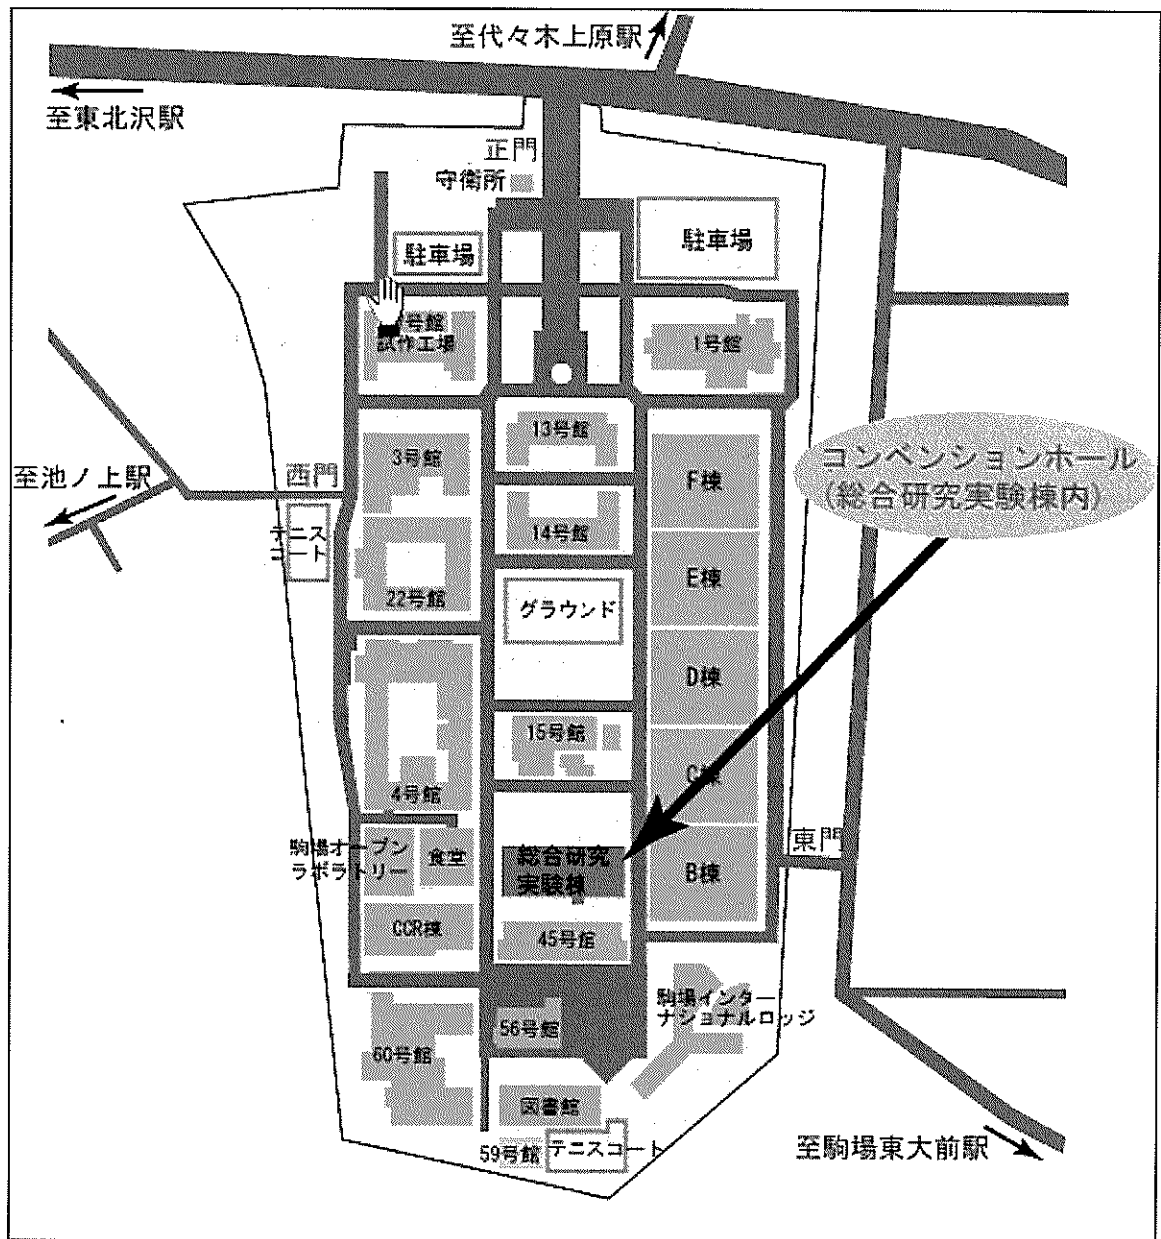 至代々木上原駅
至東北沢駅
正門
守衛所
駐車場
駐車場
号館
試作工場
1号館
13号館
3号館
西門
至池ノ上駅
F棟
コンベンションホール
(総合研究実験棟内)
14号館
テニス
コート
E棟
22号館
グラウンド
D棟
15号館
C棟
4号館
東門
駒場オープン
ラボラトリー
食堂
総合研究
実験棟
B棟
CCR棟
45号館
駒場インター
ナショナルロッジ
56号館
60号館
図書館
59号館
テニスコート
至駒場東大前駅